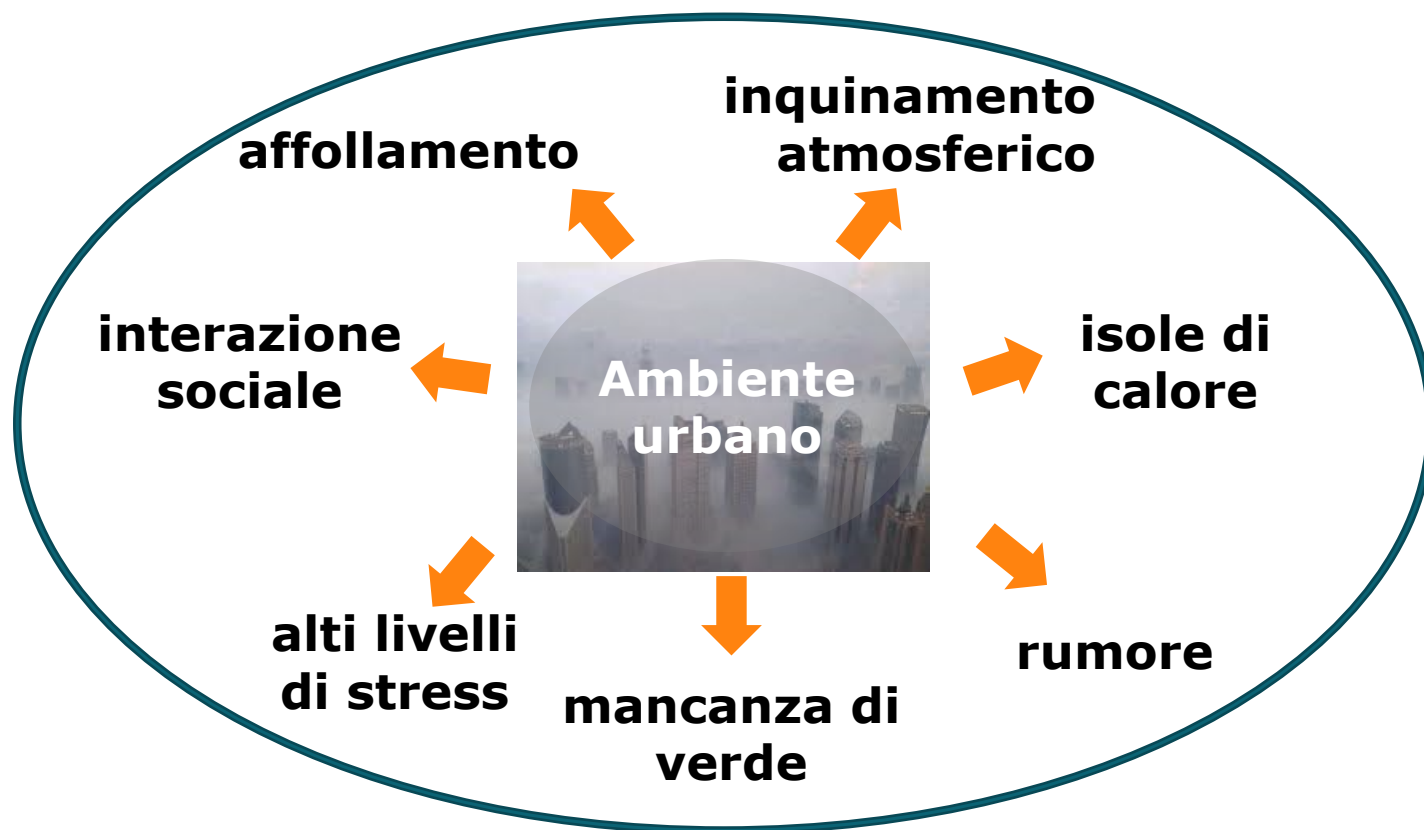 inquinamento
atmosferico
affollamento
interazione
sociale
isole di
calore
Ambiente
urbano
alti livelli
di stress
rumore
mancanza di
verde